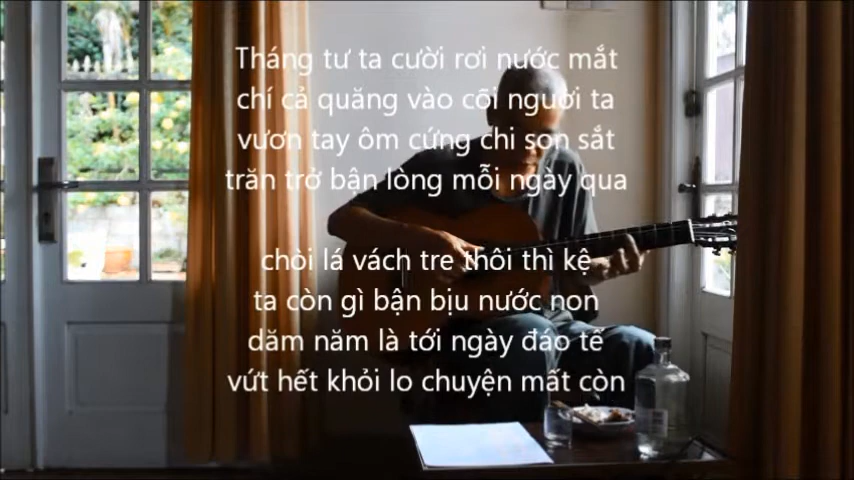 Tháng tư ta cười rơi nước mắt
chí cả quăng vào cõi người ta
vươn tay ôm cứng chi son sắt
trăn trở bận lòng mỗi ngày qua
chòi lá vách tre thôi thì kệ
ta còn gì bận bịu nước non
dăm năm là tới ngày đáo tế
vứt hết khỏi lo chuyện mất còn